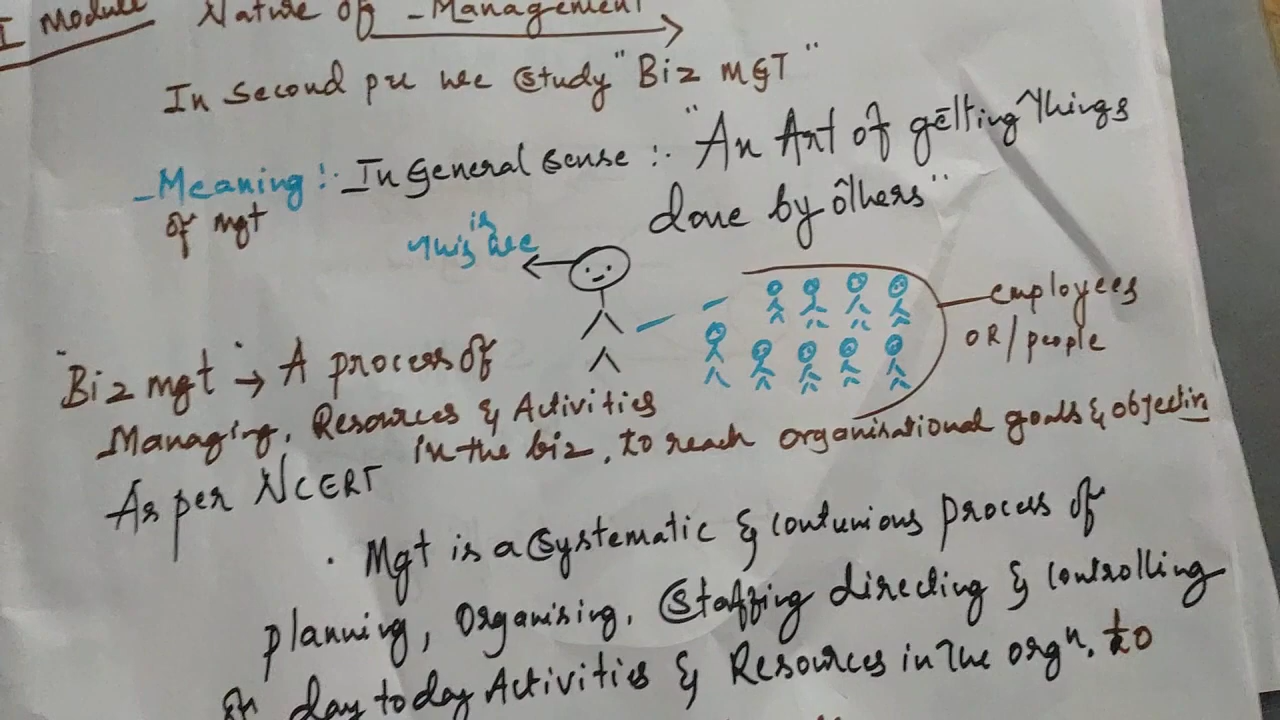 I Module Nature of Management
In Second pu we Study "Biz MGT"
Meaning :- In General Sense :- "An Art of getting things
of mgt
done by others"
is
this we
employees
OR/people
"Biz mgt" → A process of
Managing, Resources & Activities
in the biz, to reach organisational goals & objectiv
As per NCERT
. Mgt is a Systematic & contunious process of
planning, Organising, Staffing directing & controlling
day to day Activities & Resources in the orgn. to